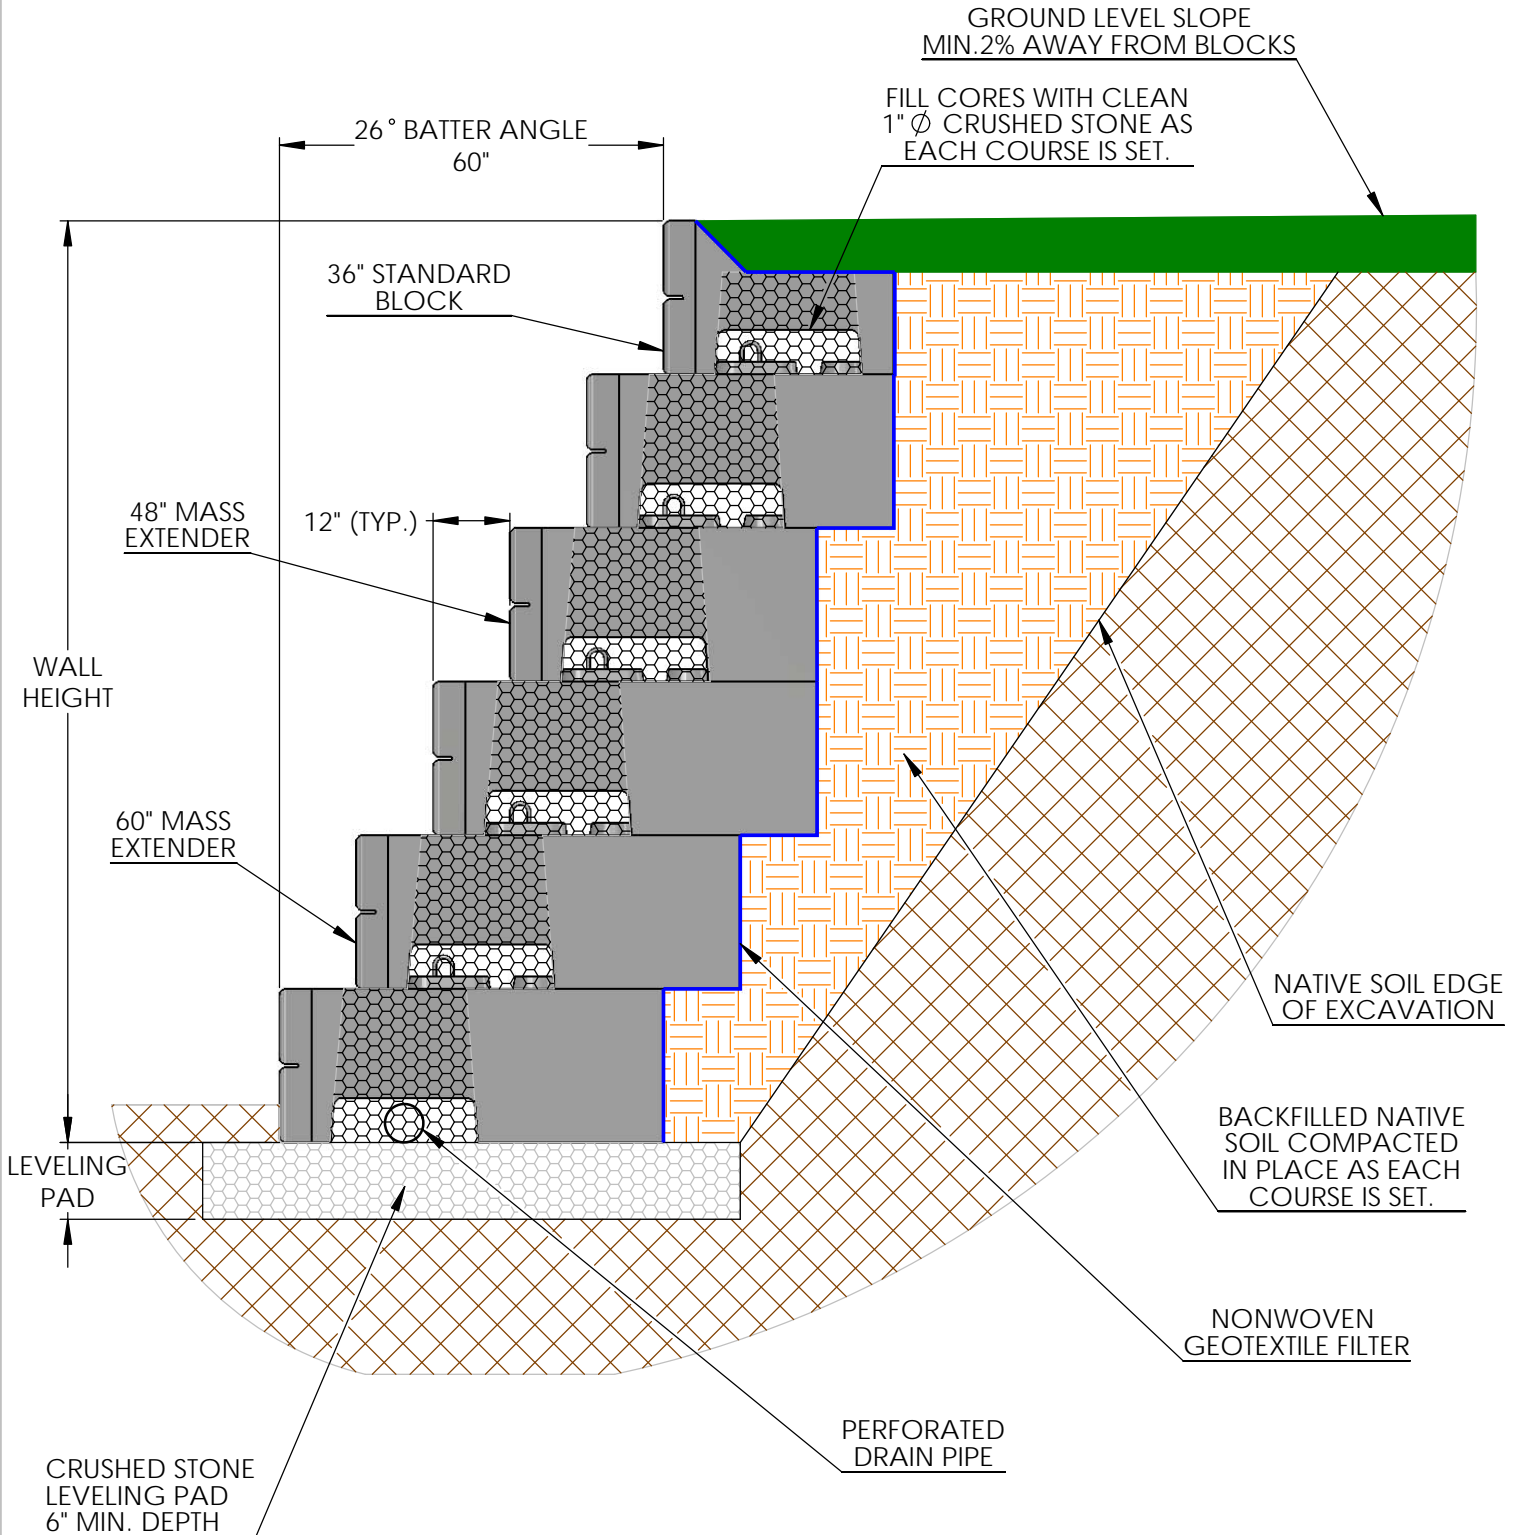 GROUND LEVEL SLOPE
MIN.2% AWAY FROM BLOCKS
FILL CORES WITH CLEAN
1"∅ CRUSHED STONE AS
EACH COURSE IS SET.
26° BATTER ANGLE
60"
36" STANDARD
BLOCK
48" MASS
EXTENDER
12" (TYP.)
WALL
HEIGHT
60" MASS
EXTENDER
NATIVE SOIL EDGE
OF EXCAVATION
BACKFILLED NATIVE
SOIL COMPACTED
IN PLACE AS EACH
COURSE IS SET.
LEVELING
PAD
NONWOVEN
GEOTEXTILE FILTER
PERFORATED
DRAIN PIPE
CRUSHED STONE
LEVELING PAD
6" MIN. DEPTH